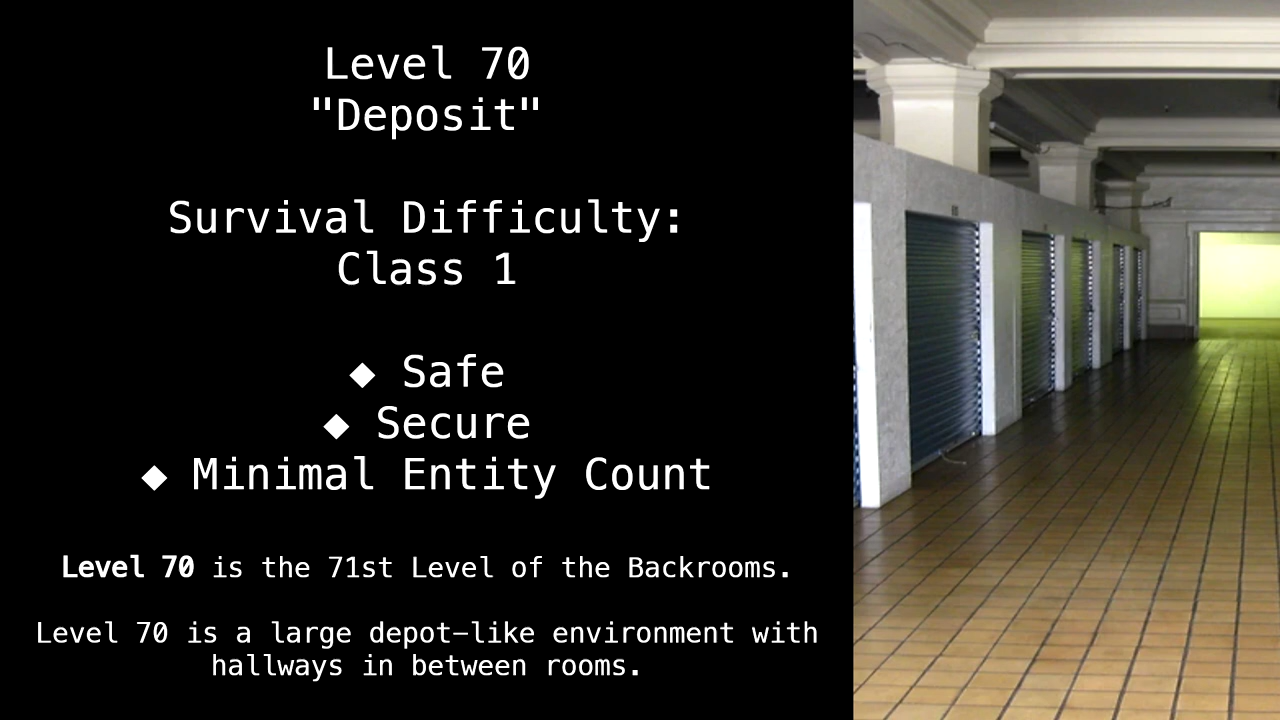 Level 70
"Deposit"
Survival Difficulty:
Class 1
◆ Safe
◆ Secure
◆ Minimal Entity Count
Level 70 is the 71st Level of the Backrooms.
Level 70 is a large depot-like environment with
hallways in between rooms.